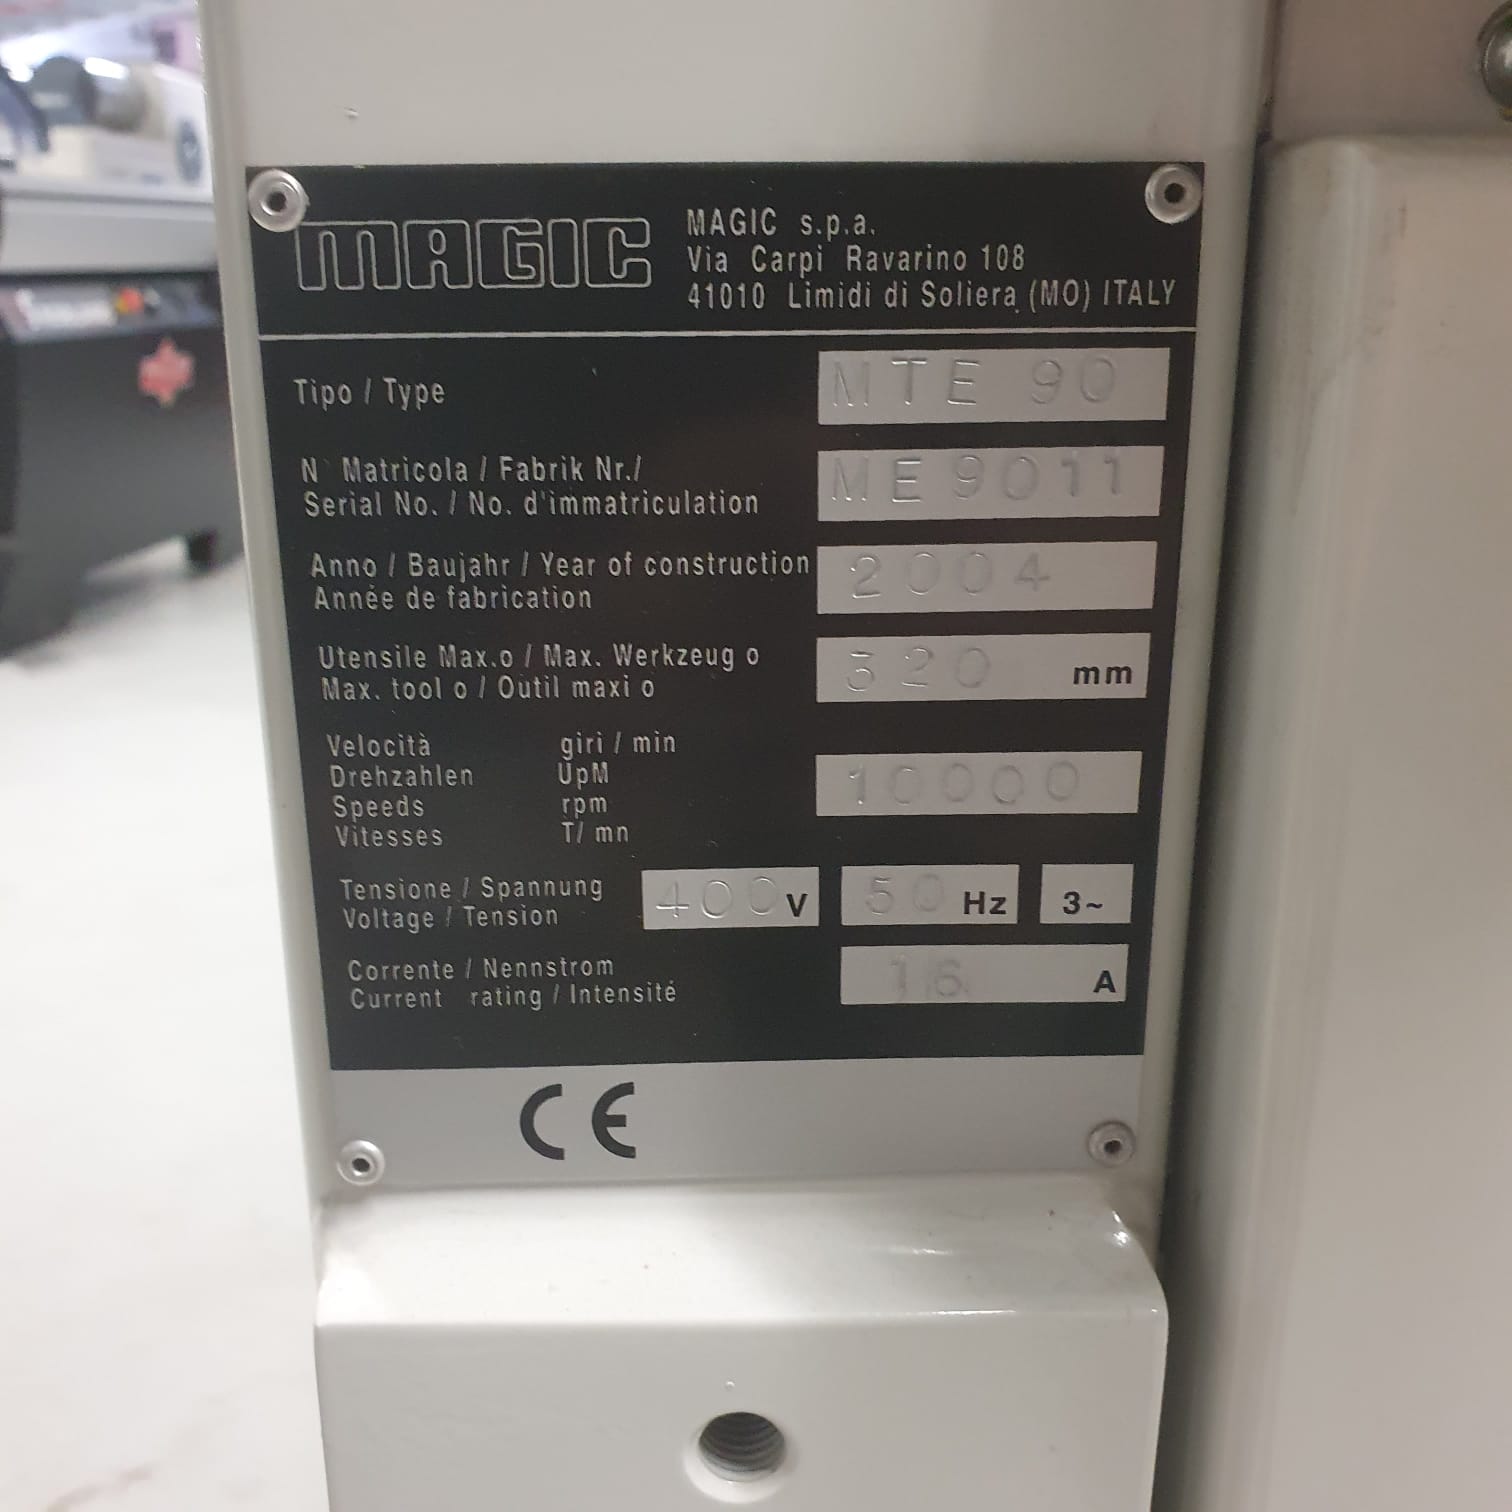 MAGIC
MAGIC s.p.a.
Via Carpi Ravarino 108
41010 Limidi di Soliera (MO) ITALY
Tipo / Type MTE 90
N° Matricola / Fabrik Nr./
Serial No. / No. d'immatriculation ME9011
Anno / Baujahr / Year of construction 2004
Année de fabrication
Utensile Max.o / Max. Werkzeug o
Max. tool o / Outil maxi o 320 mm
Velocità giri / min
Drehzahlen UpM 10000
Speeds rpm
Vitesses T/ mn
Tensione / Spannung 400 V 50 Hz 3~
Voltage / Tension
Corrente / Nennstrom 16 A
Current rating / Intensité
CE